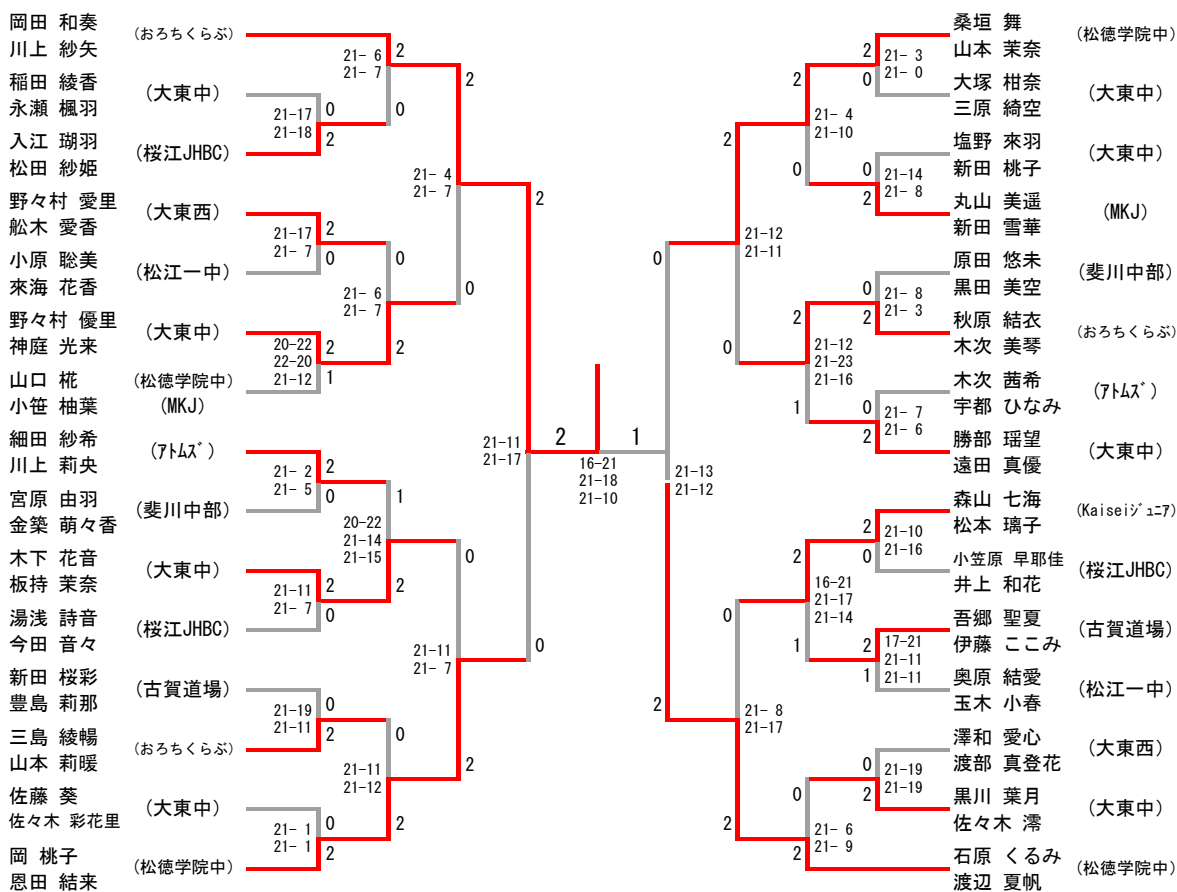 岡田 和奏
川上 紗矢
(おろちくらぶ)
稲田 綾香
永瀬 楓羽
(大東中)
入江 瑚羽
松田 紗姫
(桜江JHBC)
野々村 愛里
舩木 愛香
(大東西)
小原 聡美
來海 花香
(松江一中)
野々村 優里
神庭 光来
(大東中)
山口 椛
小笹 柚葉
(松徳学院中)
(MKJ)
細田 紗希
川上 莉央
(アトムズ)
宮原 由羽
金築 萌々香
(斐川中部)
木下 花音
板持 茉奈
(大東中)
湯浅 詩音
今田 音々
(桜江JHBC)
新田 桜彩
豊島 莉那
(古賀道場)
三島 綾暢
山本 莉暖
(おろちくらぶ)
佐藤 葵
佐々木 彩花里
(大東中)
岡 桃子
恩田 結来
(松徳学院中)
21-17
21-18
0
2
21-17
21- 7
2
0
20-22
22-20
21-12
2
1
21- 2
21- 5
2
0
21-11
21- 7
2
0
21-19
21-11
0
2
21- 1
21- 1
0
2
21- 6
21- 7
2
0
21- 6
21- 7
0
2
20-22
21-14
21-15
1
2
21-11
21-12
0
2
21- 4
21- 7
2
0
21-11
21- 7
0
2
21-11
21-17
2
0
2
1
16-21
21-18
21-10
0
2
21-13
21-12
2
0
21-12
21-11
0
2
21- 8
21-17
2
0
21- 4
21-10
2
1
21-12
21-23
21-16
2
1
16-21
21-17
21-14
0
2
21- 6
21- 9
2
0
21- 3
21- 0
0
2
21-14
21- 8
0
2
21- 8
21- 3
0
2
21- 7
21- 6
2
0
21-10
21-16
2
1
17-21
21-11
21-11
0
2
21-19
21-19
桑垣 舞
山本 茉奈
(松徳学院中)
大塚 柑奈
三原 綺空
(大東中)
塩野 來羽
新田 桃子
(大東中)
丸山 美遥
新田 雪華
(MKJ)
原田 悠未
黒田 美空
(斐川中部)
秋原 結衣
木次 美琴
(おろちくらぶ)
木次 茜希
宇都 ひなみ
(アトムズ)
勝部 瑶望
遠田 真優
(大東中)
森山 七海
松本 璃子
(Kaiseiジュニア)
小笠原 早耶佳
井上 和花
(桜江JHBC)
吾郷 聖夏
伊藤 ここみ
(古賀道場)
奥原 結愛
玉木 小春
(松江一中)
澤和 愛心
渡部 真登花
(大東西)
黒川 葉月
佐々木 澪
(大東中)
石原 くるみ
渡辺 夏帆
(松徳学院中)